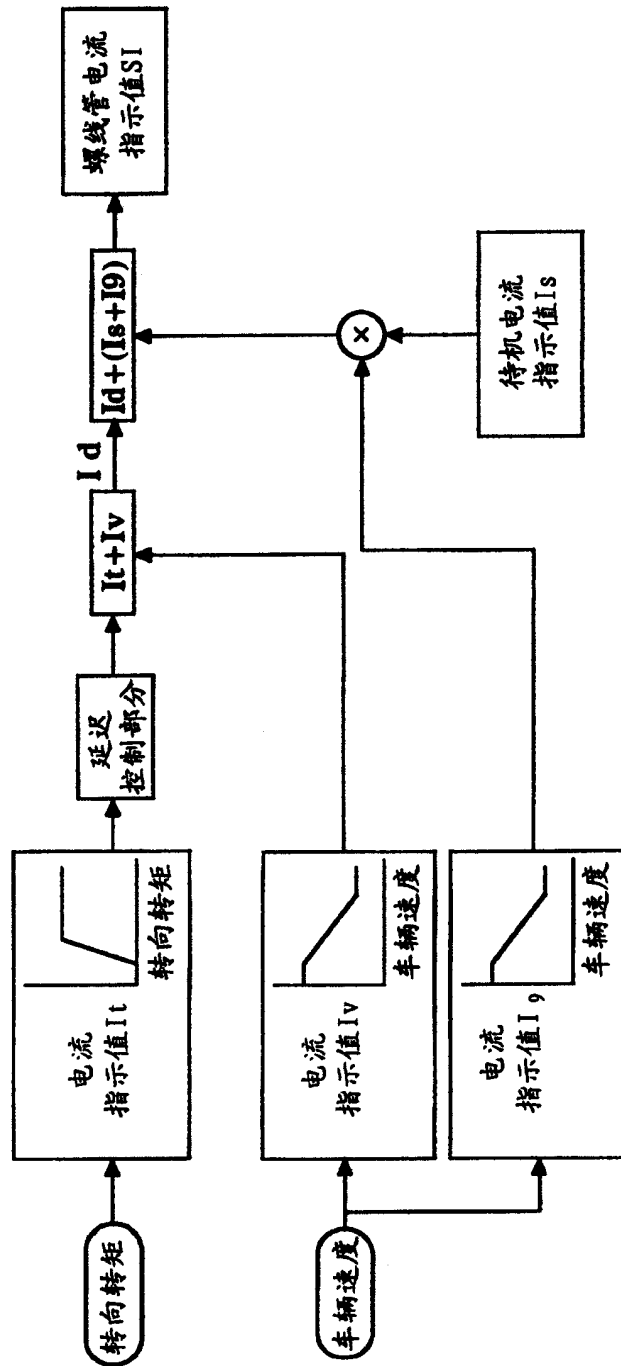 转向转矩
电流
指示值It
转向转矩
延迟
控制部分
It+Iv
Id
Id+(Is+I9)
螺线管电流
指示值SI
车辆速度
电流
指示值Iv
车辆速度
电流
指示值I9
车辆速度
×
待机电流
指示值Is